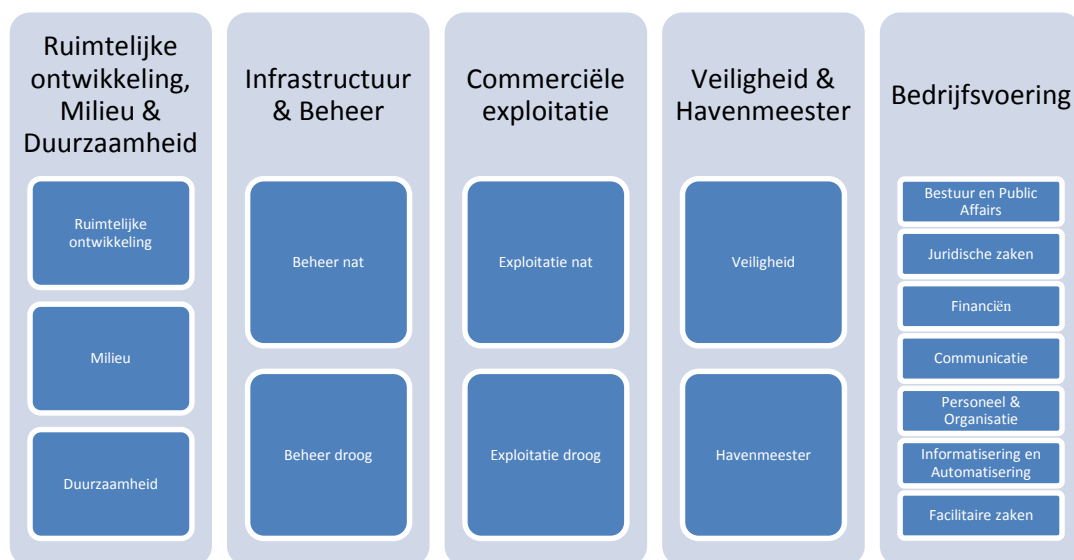 Ruimtelijke
ontwikkeling,
Milieu &
Duurzaamheid
Ruimtelijke
ontwikkeling
Milieu
Duurzaamheid
Infrastructuur
& Beheer
Beheer nat
Beheer droog
Commerciële
exploitatie
Exploitatie nat
Exploitatie droog
Veiligheid &
Havenmeester
Veiligheid
Havenmeester
Bedrijfsvoering
Bestuur en Public
Affairs
Juridische zaken
Financiën
Communicatie
Personeel &
Organisatie
Informatisering en
Automatisering
Facilitaire zaken